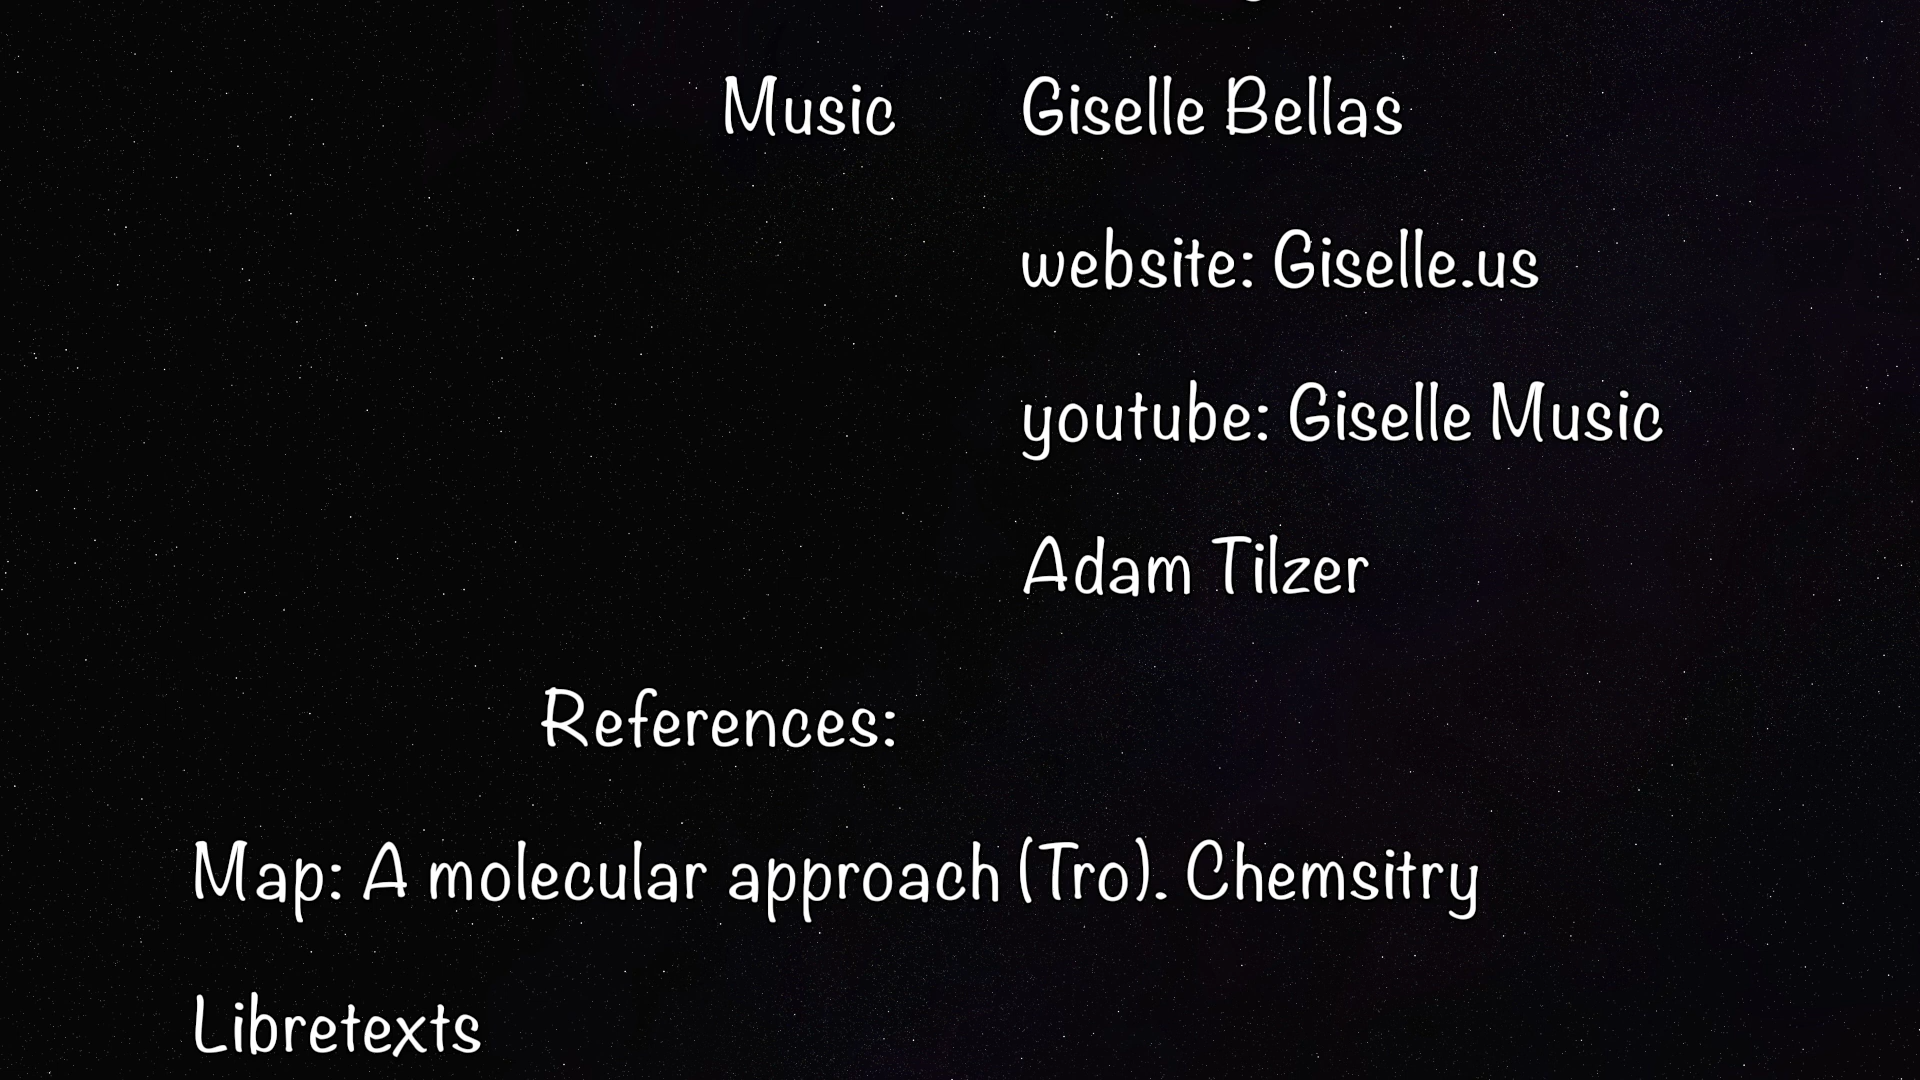 Music Giselle Bellas
website: Giselle.us
youtube: Giselle Music
Adam Tilzer
References:
Map: A molecular approach (Tro). Chemsitry
Libretexts